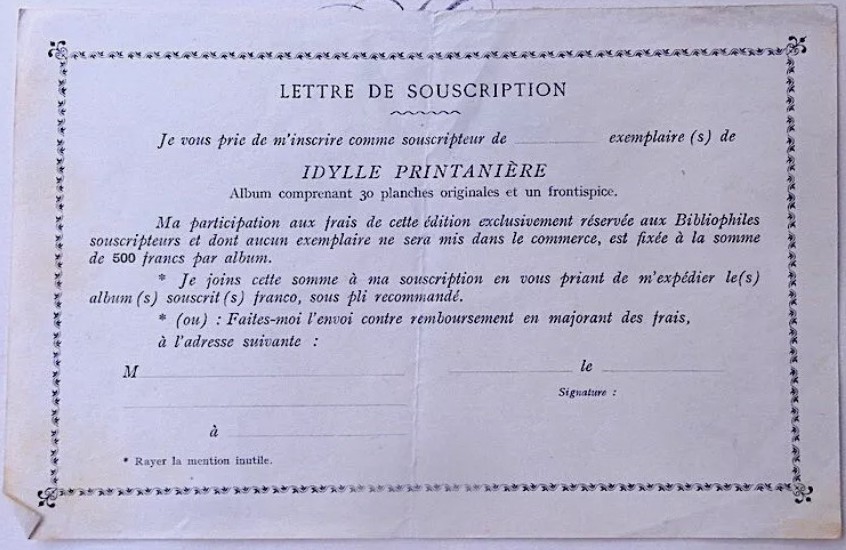 LETTRE DE SOUSCRIPTION
Je vous prie de m'inscrire comme souscripteur de exemplaire (s) de
IDYLLE PRINTANIÈRE
Album comprenant 30 planches originales et un frontispice.
Ma participation aux frais de cette édition exclusivement réservée aux Bibliophiles
souscripteurs et dont aucun exemplaire ne sera mis dans le commerce, est fixée à la somme
de 500 francs par album.
* Je joins cette somme à ma souscription en vous priant de m'expédier le(s)
album (s) souscrit (s) franco, sous pli recommandé.
* (ou) : Faites-moi l'envoi contre remboursement en majorant des frais,
à l'adresse suivante :
M le
Signature :
à
* Rayer la mention inutile.